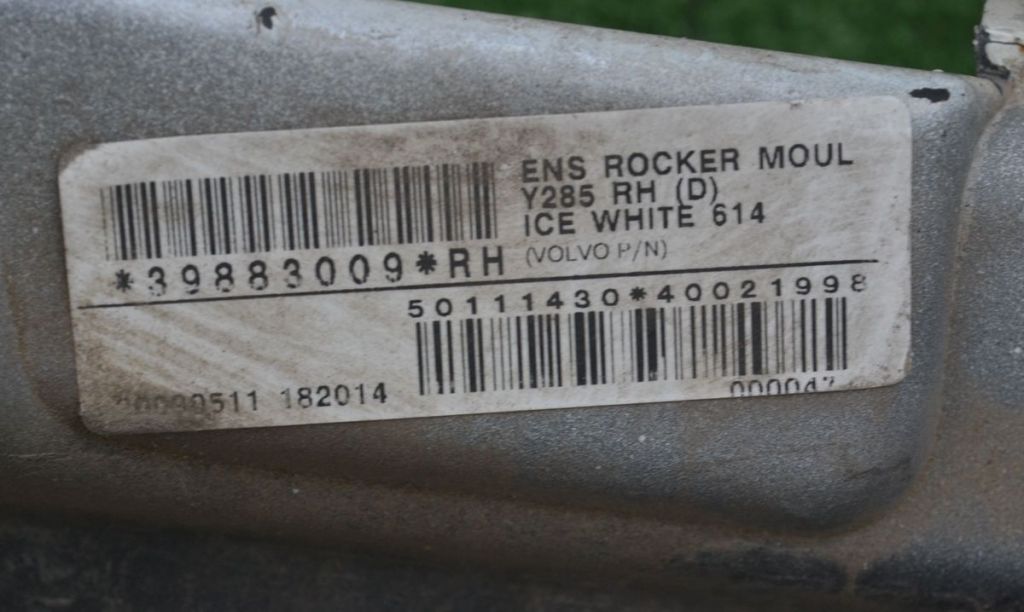 ENS ROCKER MOUL
Y285 RH (D)
ICE WHITE 614
*39883009*RH (VOLVO P/N)
50111430*40021998
182014